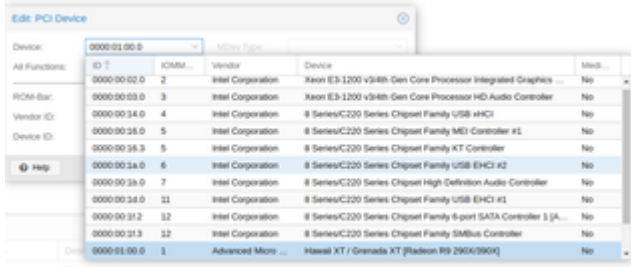 Edit: PCI Device
Device: 0000:01:00.0 MDev Type:
All Functions:
ROM-Bar:
Vendor ID:
Device ID:
Help
ID IOMM... Vendor Device Medi...
0000:00:02.0 2 Intel Corporation Xeon E3-1200 v3/4th Gen Core Processor Integrated Graphics ... No
0000:00:03.0 3 Intel Corporation Xeon E3-1200 v3/4th Gen Core Processor HD Audio Controller No
0000:00:14.0 4 Intel Corporation 8 Series/C220 Series Chipset Family USB xHCI No
0000:00:16.0 5 Intel Corporation 8 Series/C220 Series Chipset Family MEI Controller #1 No
0000:00:16.3 5 Intel Corporation 8 Series/C220 Series Chipset Family KT Controller No
0000:00:1a.0 6 Intel Corporation 8 Series/C220 Series Chipset Family USB EHCI #2 No
0000:00:1b.0 7 Intel Corporation 8 Series/C220 Series Chipset High Definition Audio Controller No
0000:00:1d.0 11 Intel Corporation 8 Series/C220 Series Chipset Family USB EHCI #1 No
0000:00:1f.2 12 Intel Corporation 8 Series/C220 Series Chipset Family 6-port SATA Controller 1 [A... No
0000:00:1f.3 12 Intel Corporation 8 Series/C220 Series Chipset Family SMBus Controller No
0000:01:00.0 1 Advanced Micro ... Hawaii XT / Grenada XT [Radeon R9 290X/390X] No